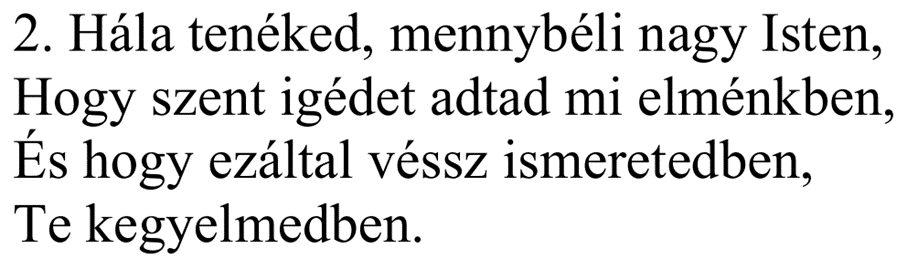 2. Hála tenéked, mennybéli nagy Isten,
Hogy szent igédet adtad mi elménkben,
És hogy ezáltal véssz ismeretedben,
Te kegyelmedben.